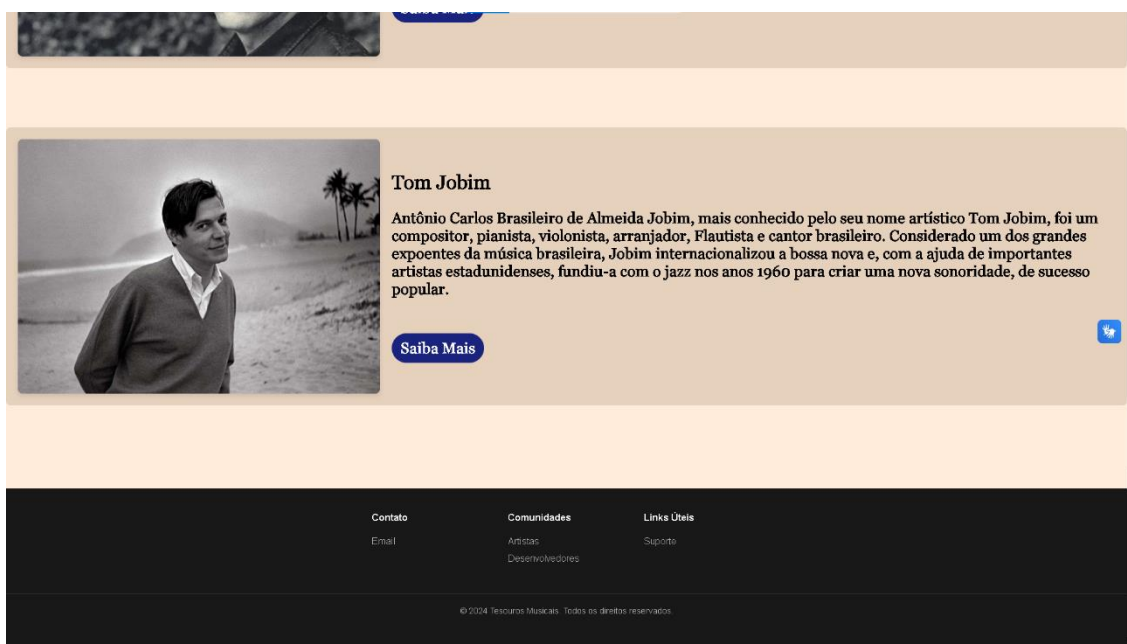 Saiba Mais
Tom Jobim
Antônio Carlos Brasileiro de Almeida Jobim, mais conhecido pelo seu nome artístico Tom Jobim, foi um
compositor, pianista, violonista, arranjador, Flautista e cantor brasileiro. Considerado um dos grandes
expoentes da música brasileira, Jobim internacionalizou a bossa nova e, com a ajuda de importantes
artistas estadunidenses, fundiu-a com o jazz nos anos 1960 para criar uma nova sonoridade, de sucesso
popular.
Saiba Mais
Contato
Comunidades
Links Úteis
Email
Artistas
Suporte
Desenvolvedores
© 2024 Tesouros Musicais. Todos os direitos reservados.